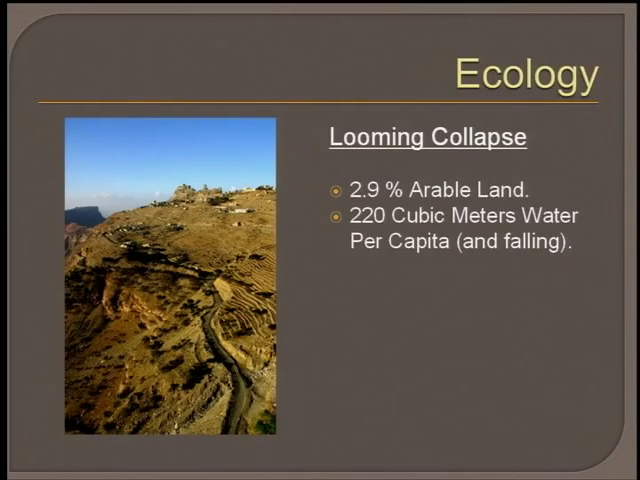 Ecology
Looming Collapse
2.9 % Arable Land.
220 Cubic Meters Water
Per Capita (and falling).